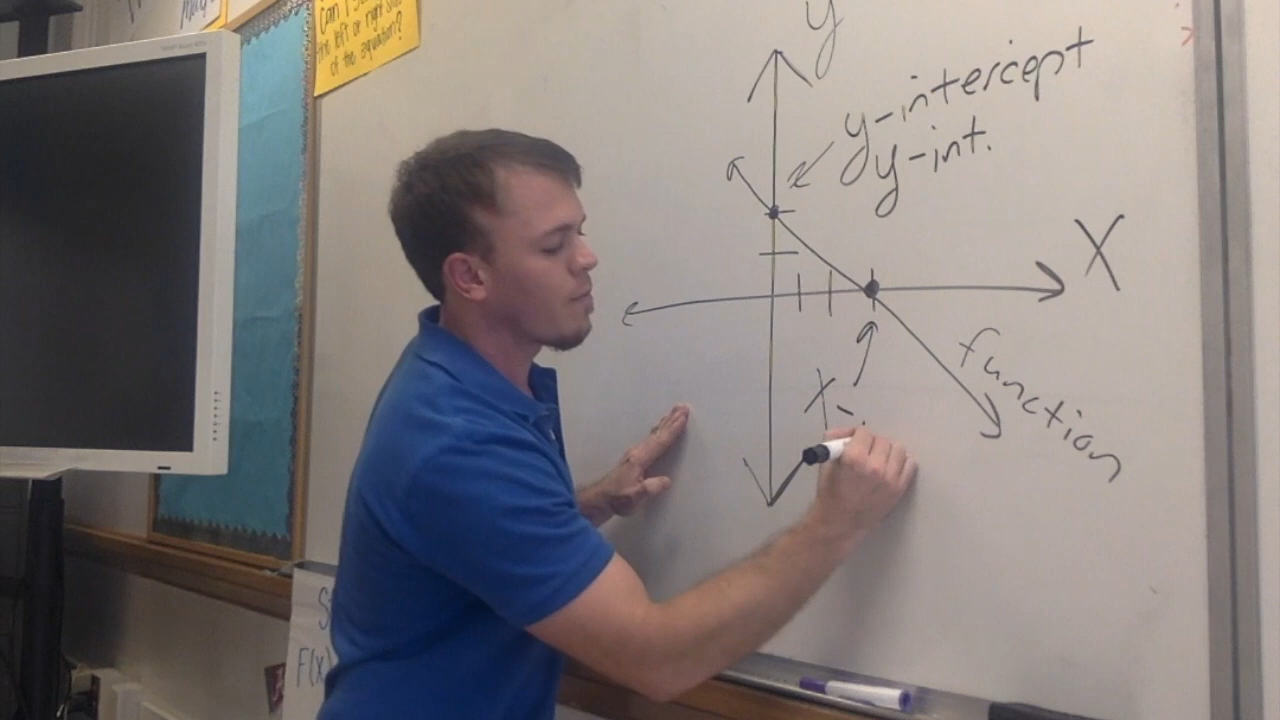 Can I
the left or right side
of the equation?
y
y-intercept
y-int.
X
function
x-
F(x)